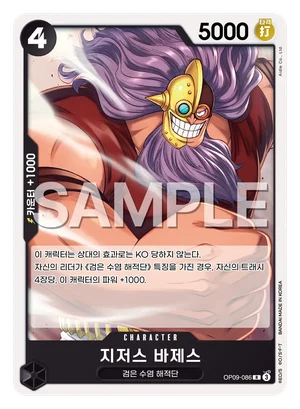 4
5000
타격
打
카운터 +1000
SAMPLE
이 캐릭터는 상대의 효과로는 KO 당하지 않는다.
자신의 리더가 《검은 수염 해적단》 특징을 가진 경우, 자신의 트래시
4장당, 이 캐릭터의 파워 +1000.
CHARACTER
지저스 바제스
검은 수염 해적단
OP09-086 R
3
BANDAI MADE IN KOREA